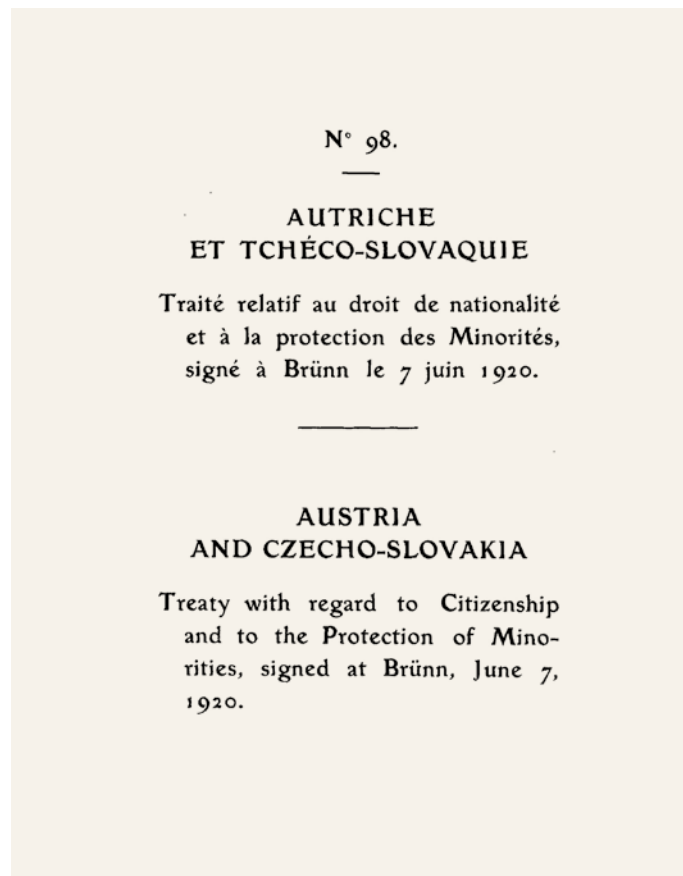 N° 98.
AUTRICHE
ET TCHÉCO-SLOVAQUIE
Traité relatif au droit de nationalité
et à la protection des Minorités,
signé à Brünn le 7 juin 1920.
AUSTRIA
AND CZECHO-SLOVAKIA
Treaty with regard to Citizenship
and to the Protection of Mino-
rities, signed at Brünn, June 7,
1920.